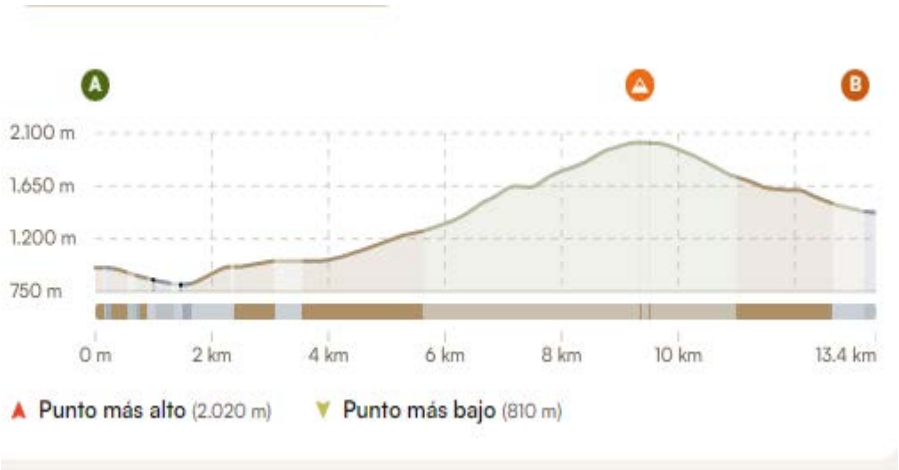 A B
2.100 m
1.650 m
1.200 m
750 m
0 m 2 km 4 km 6 km 8 km 10 km 13.4 km
Punto más alto (2.020 m) Punto más bajo (810 m)